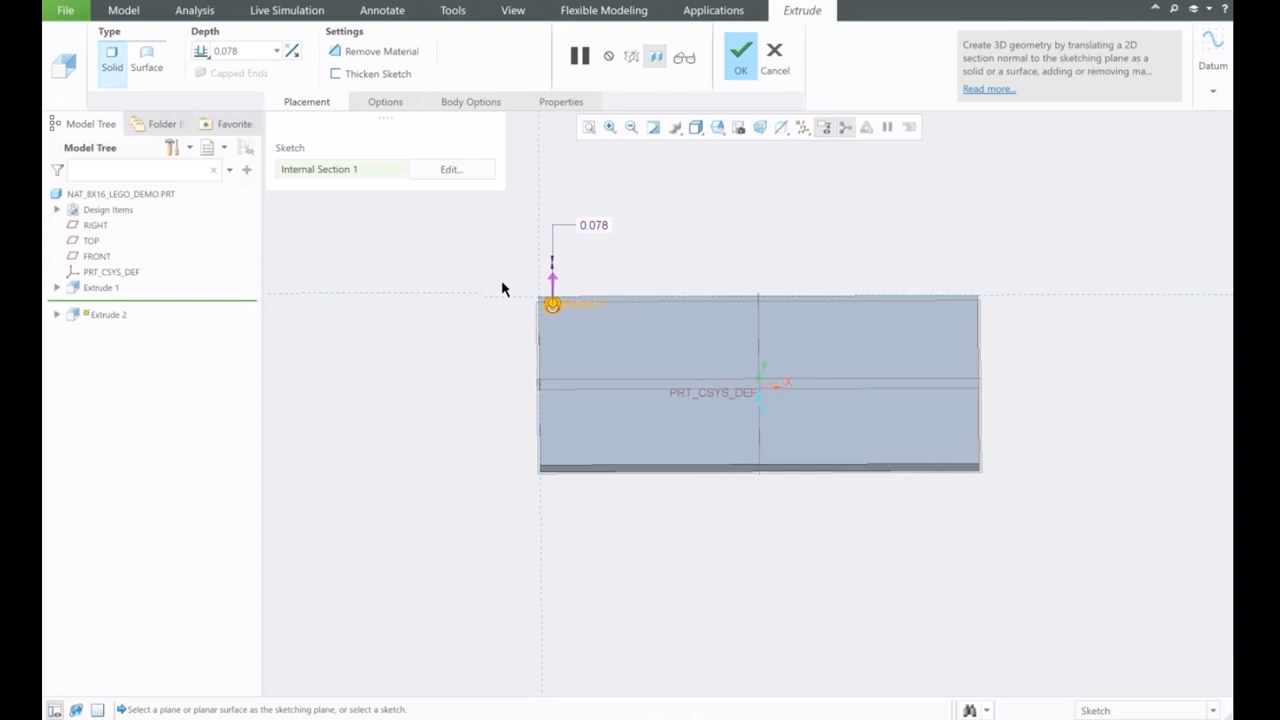 File Model Analysis Live Simulation Annotate Tools View Flexible Modeling Applications Extrude
Type
Solid
Surface
Depth
0.078
Capped Ends
Settings
Remove Material
Thicken Sketch
OK
Cancel
Create 3D geometry by translating a 2D
section normal to the sketching plane as a
solid or a surface, adding or removing ma...
Read more...
Datum
Placement Options Body Options Properties
Model Tree Folder Favorite
Model Tree
NAT_8X16_LEGO_DEMO.PRT
Design Items
RIGHT
TOP
FRONT
PRT_CSYS_DEF
Extrude 1
Extrude 2
Sketch
Internal Section 1 Edit...
0.078
X
PRT_CSYS_DEF
Select a plane or planar surface as the sketching plane, or select a sketch.
Sketch